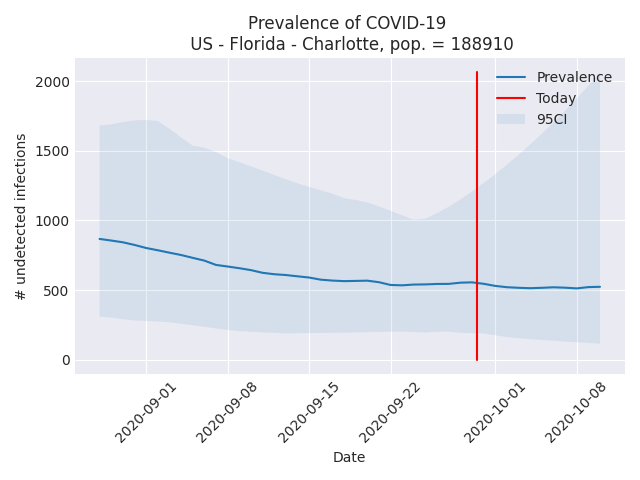 Prevalence of COVID-19
US - Florida - Charlotte, pop. = 188910
Prevalence
Today
95CI
# undetected infections
2000
1500
1000
500
0
2020-09-01
2020-09-08
2020-09-15
2020-09-22
2020-10-01
2020-10-08
Date